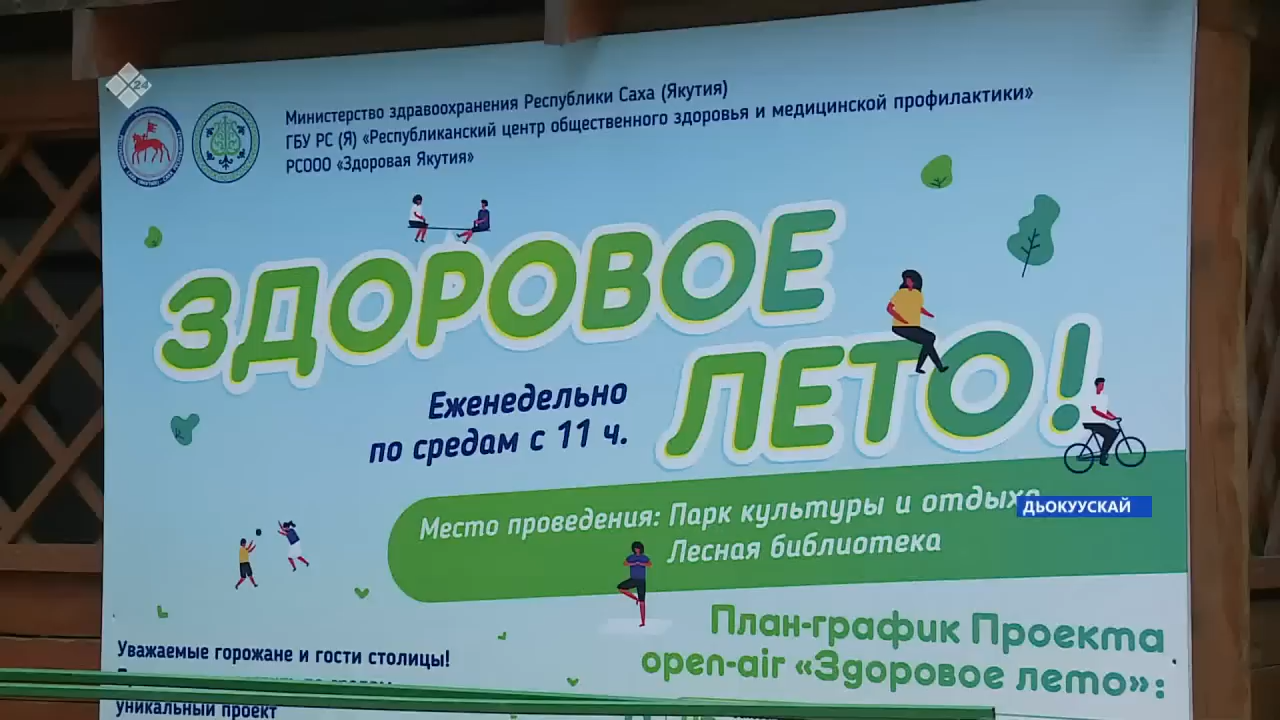 24
Министерство здравоохранения Республики Саха (Якутия)
ГБУ РС (Я) «Республиканский центр общественного здоровья и медицинской профилактики»
РСООО «Здоровая Якутия»
ЗДОРОВОЕ
ЛЕТО!
Еженедельно
по средам с 11 ч.
Место проведения: Парк культуры и отдыха
Лесная библиотека
ДЬОКУУСКАЙ
План-график Проекта
open-air «Здоровое лето»:
Уважаемые горожане и гости столицы!
уникальный проект